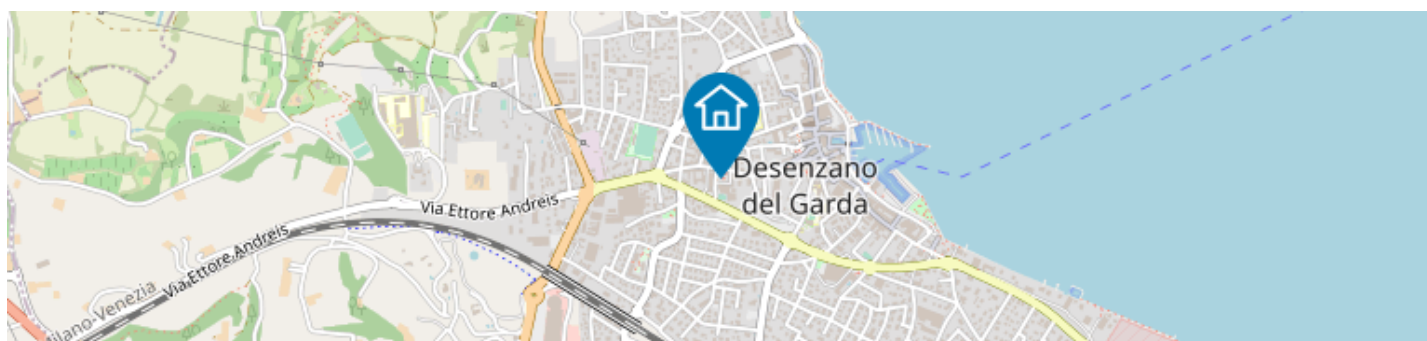 Desenzano
del Garda
Via Ettore Andreis
Via Ettore Andreis
Milano-Venezia